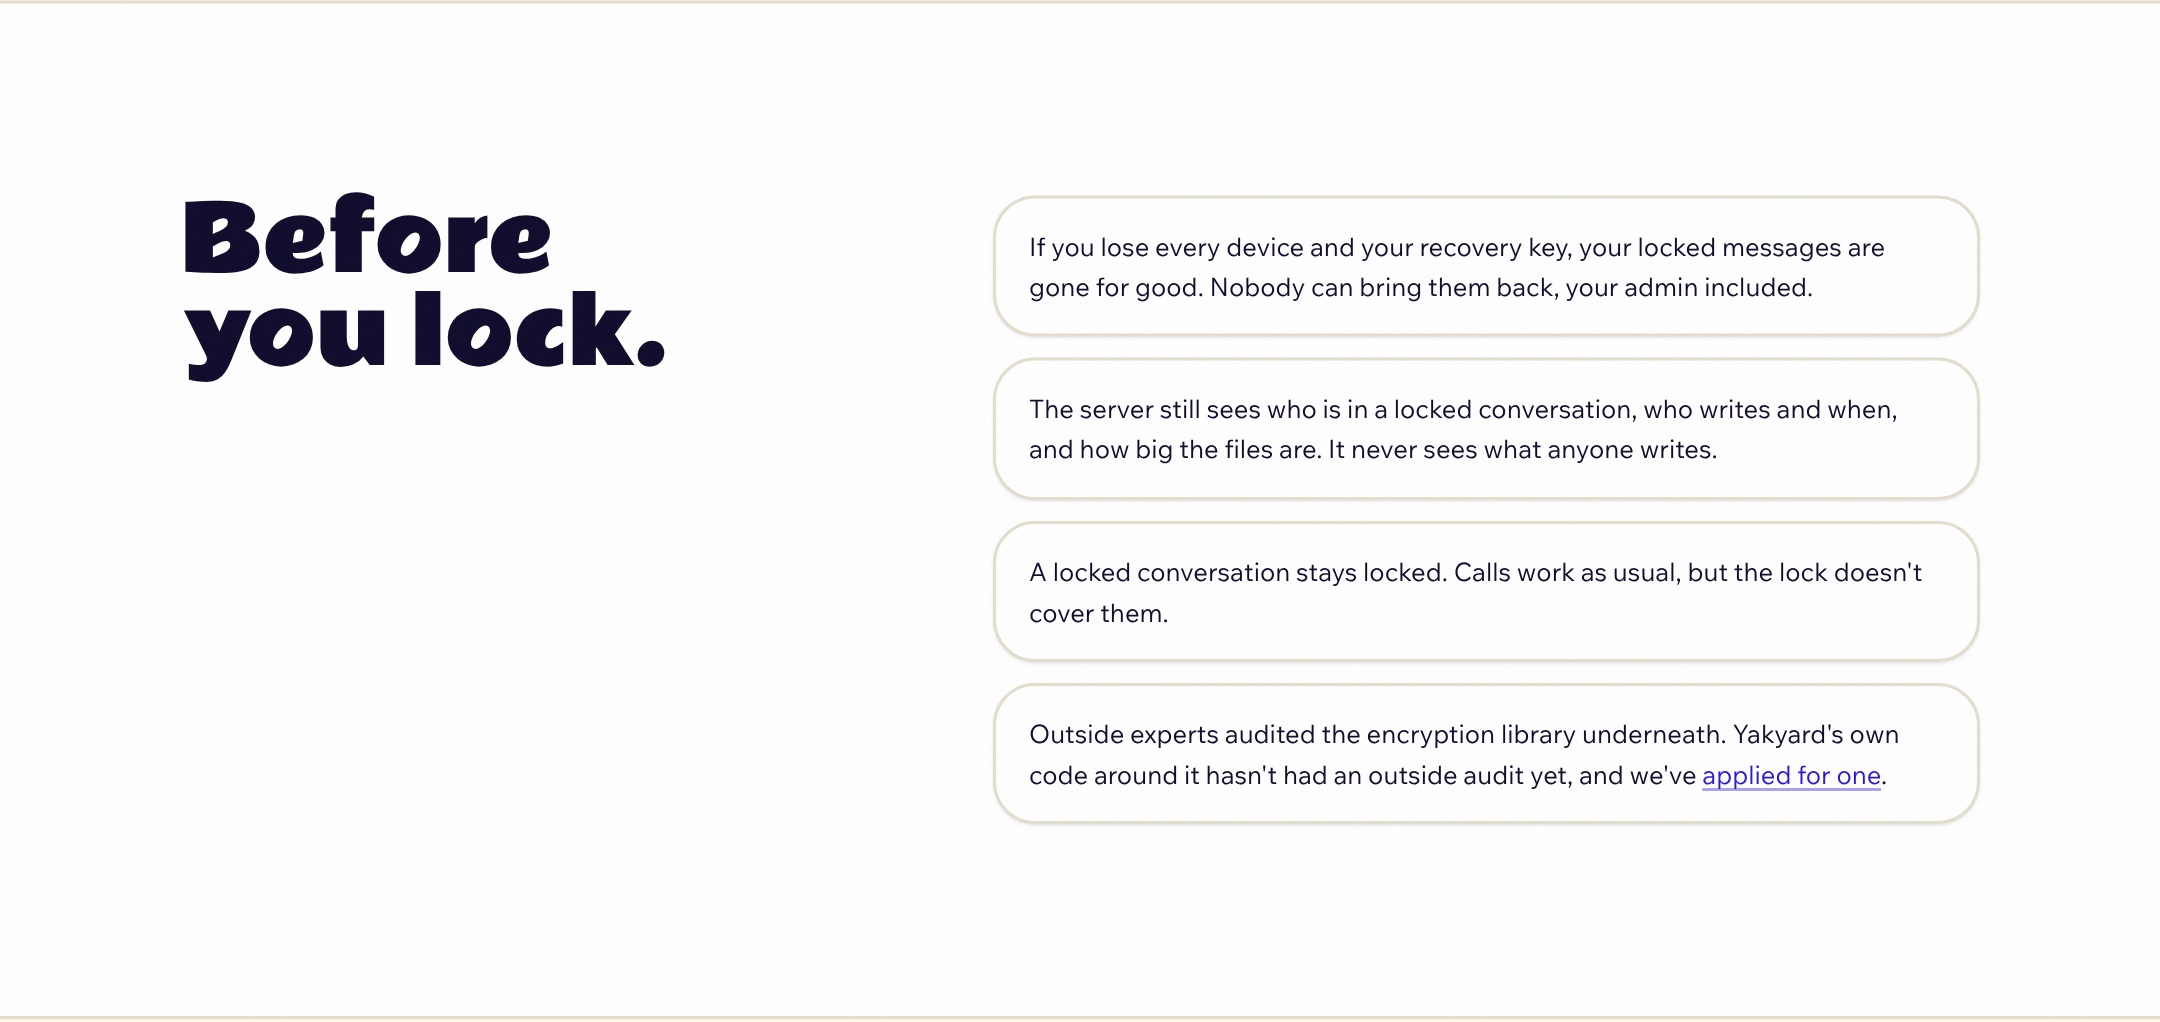 Before
you lock.
If you lose every device and your recovery key, your locked messages are
gone for good. Nobody can bring them back, your admin included.
The server still sees who is in a locked conversation, who writes and when,
and how big the files are. It never sees what anyone writes.
A locked conversation stays locked. Calls work as usual, but the lock doesn't
cover them.
Outside experts audited the encryption library underneath. Yakyard's own
code around it hasn't had an outside audit yet, and we've applied for one.